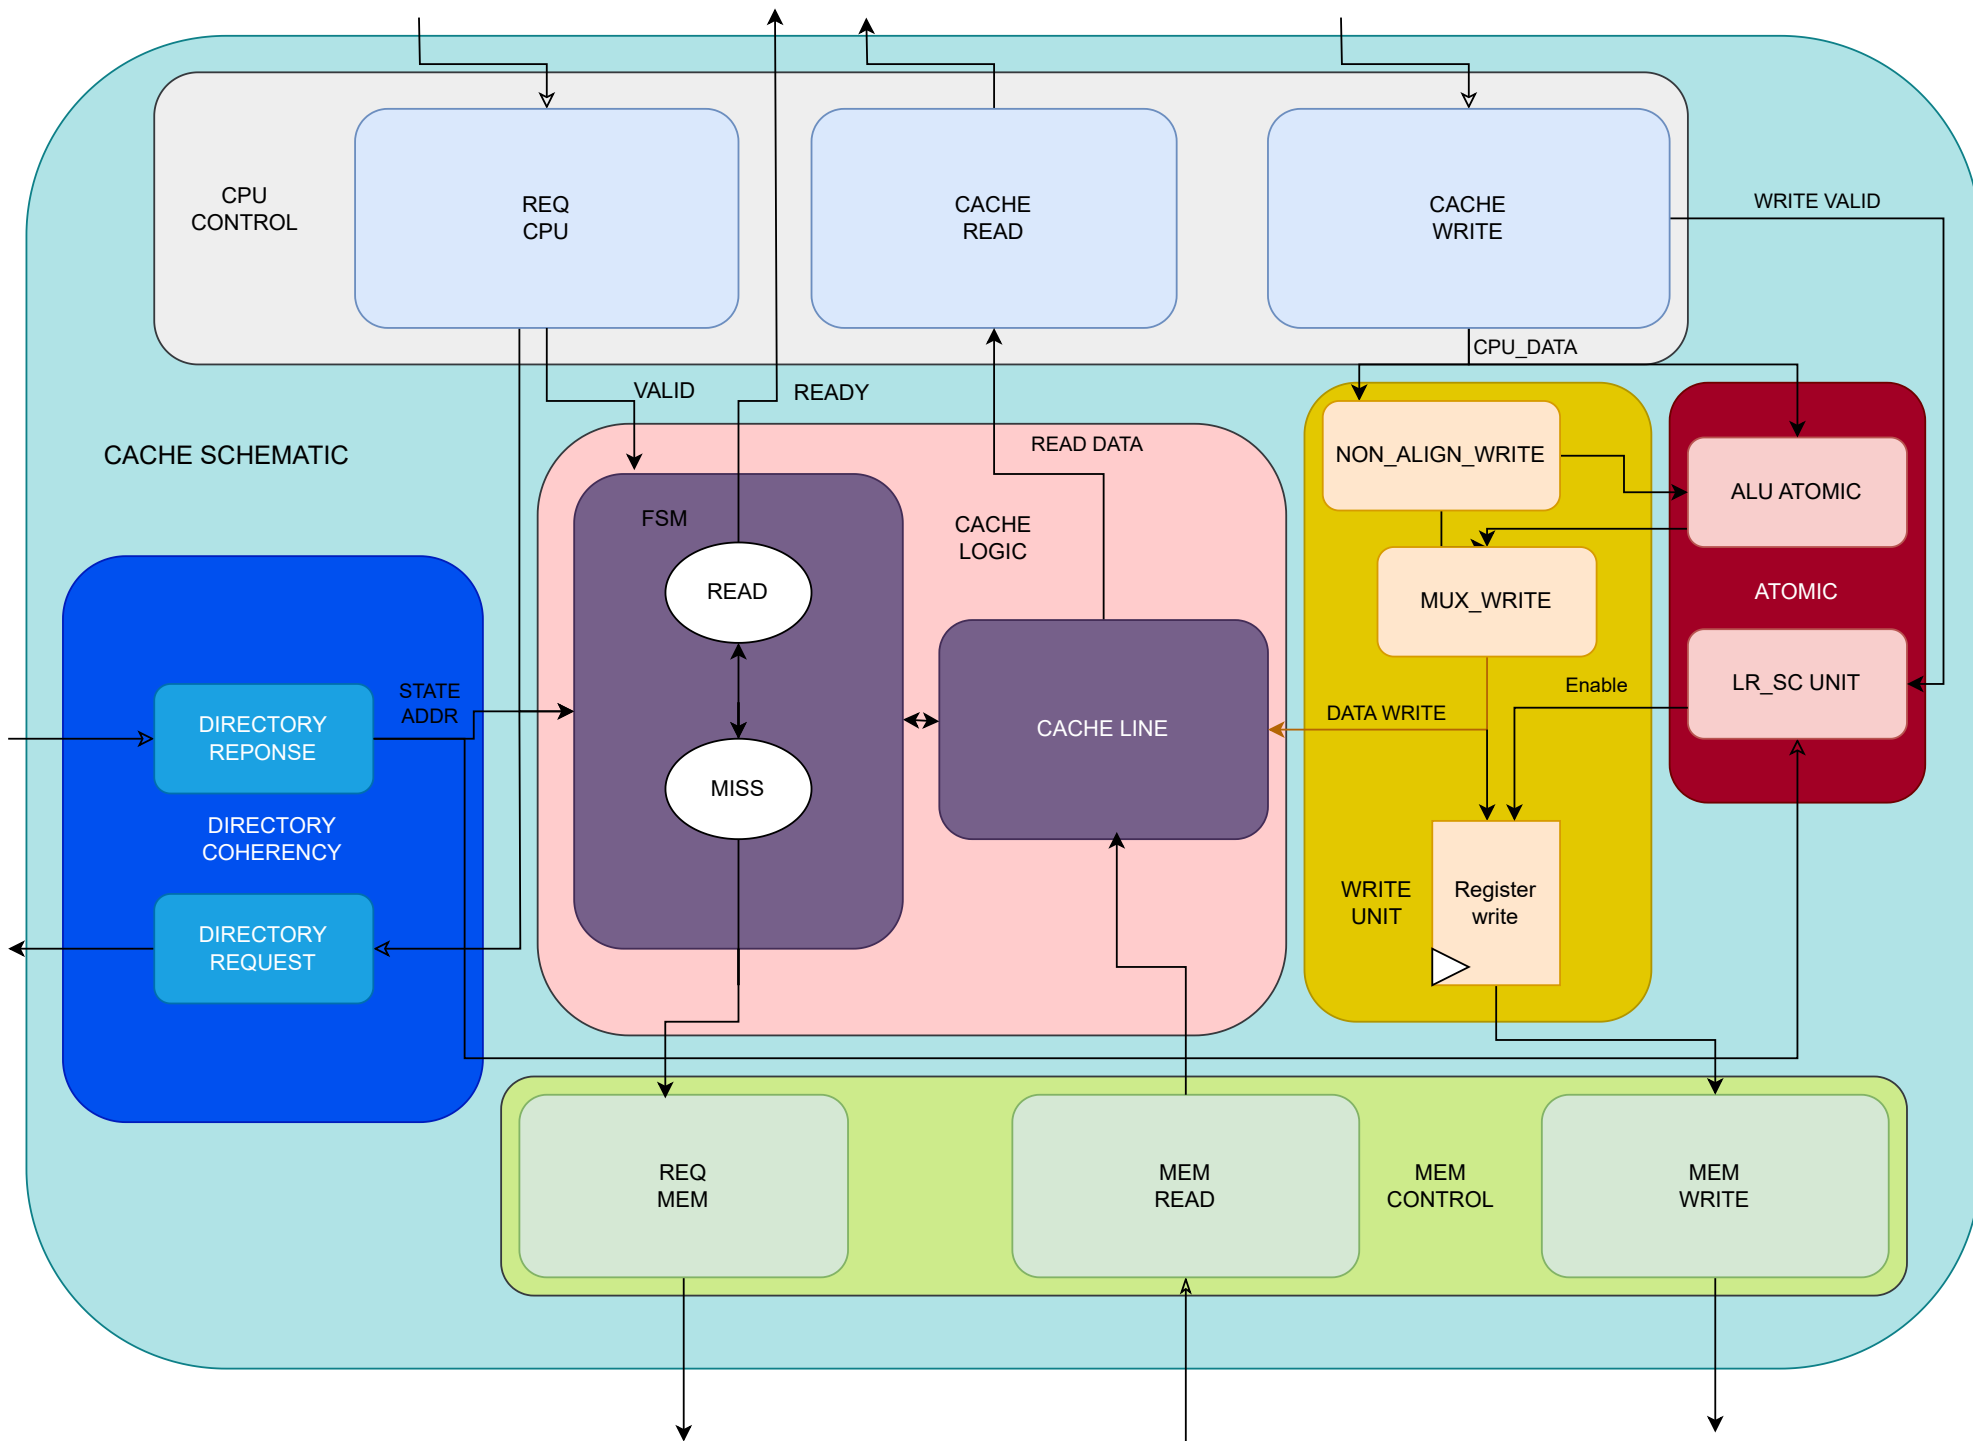 CPU
CONTROL
REQ
CPU
CACHE
READ
CACHE
WRITE
WRITE VALID
CPU_DATA
VALID
READY
CACHE SCHEMATIC
READ DATA
NON_ALIGN_WRITE
ALU ATOMIC
FSM
CACHE
LOGIC
READ
MUX_WRITE
ATOMIC
LR_SC UNIT
Enable
STATE
ADDR
DIRECTORY
REPONSE
DATA WRITE
CACHE LINE
MISS
DIRECTORY
COHERENCY
WRITE
UNIT
Register
write
DIRECTORY
REQUEST
REQ
MEM
MEM
READ
MEM
CONTROL
MEM
WRITE